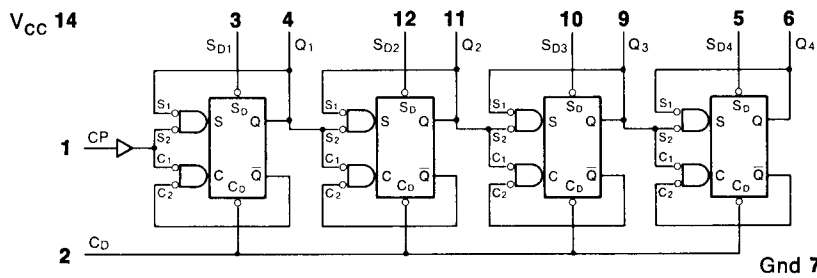 V_CC 14
3 4 12 11 10 9 5 6
S_D1 Q_1 S_D2 Q_2 S_D3 Q_3 S_D4 Q_4
S_1 S_D S_1 S_D S_1 S_D S_1 S_D
S Q S Q S Q S Q
1 CP S_2 S_2 S_2 S_2
C_1 C_1 C_1 C_1
C C_D Q̅ C C_D Q̅ C C_D Q̅ C C_D Q̅
C_2 C_2 C_2 C_2
2 C_D
Gnd 7